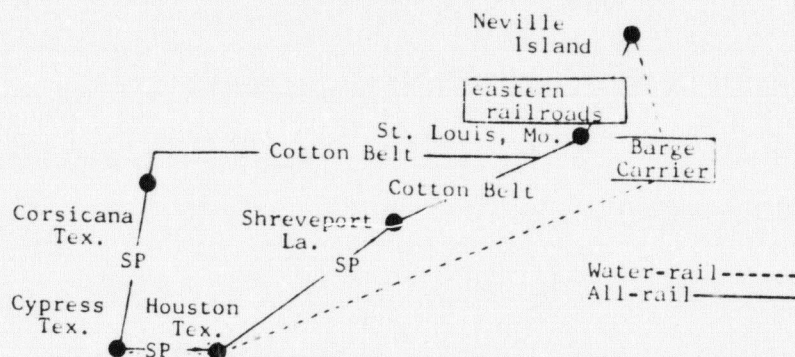 Neville
Island
eastern
railroads
St. Louis, Mo.
Barge
Carrier
Cotton Belt
Cotton Belt
Corsicana
Tex.
Shreveport
La.
SP
SP
Water-rail
All-rail
Cypress
Tex.
Houston
Tex.
SP